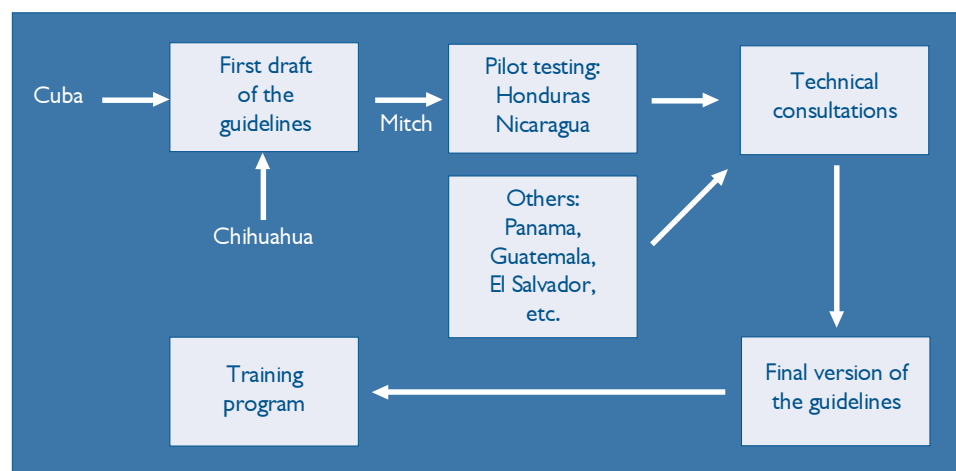 Cuba
First draft
of the
guidelines
Mitch
Pilot testing:
Honduras
Nicaragua
Technical
consultations
Chihuahua
Others:
Panama,
Guatemala,
El Salvador,
etc.
Training
program
Final version of
the guidelines